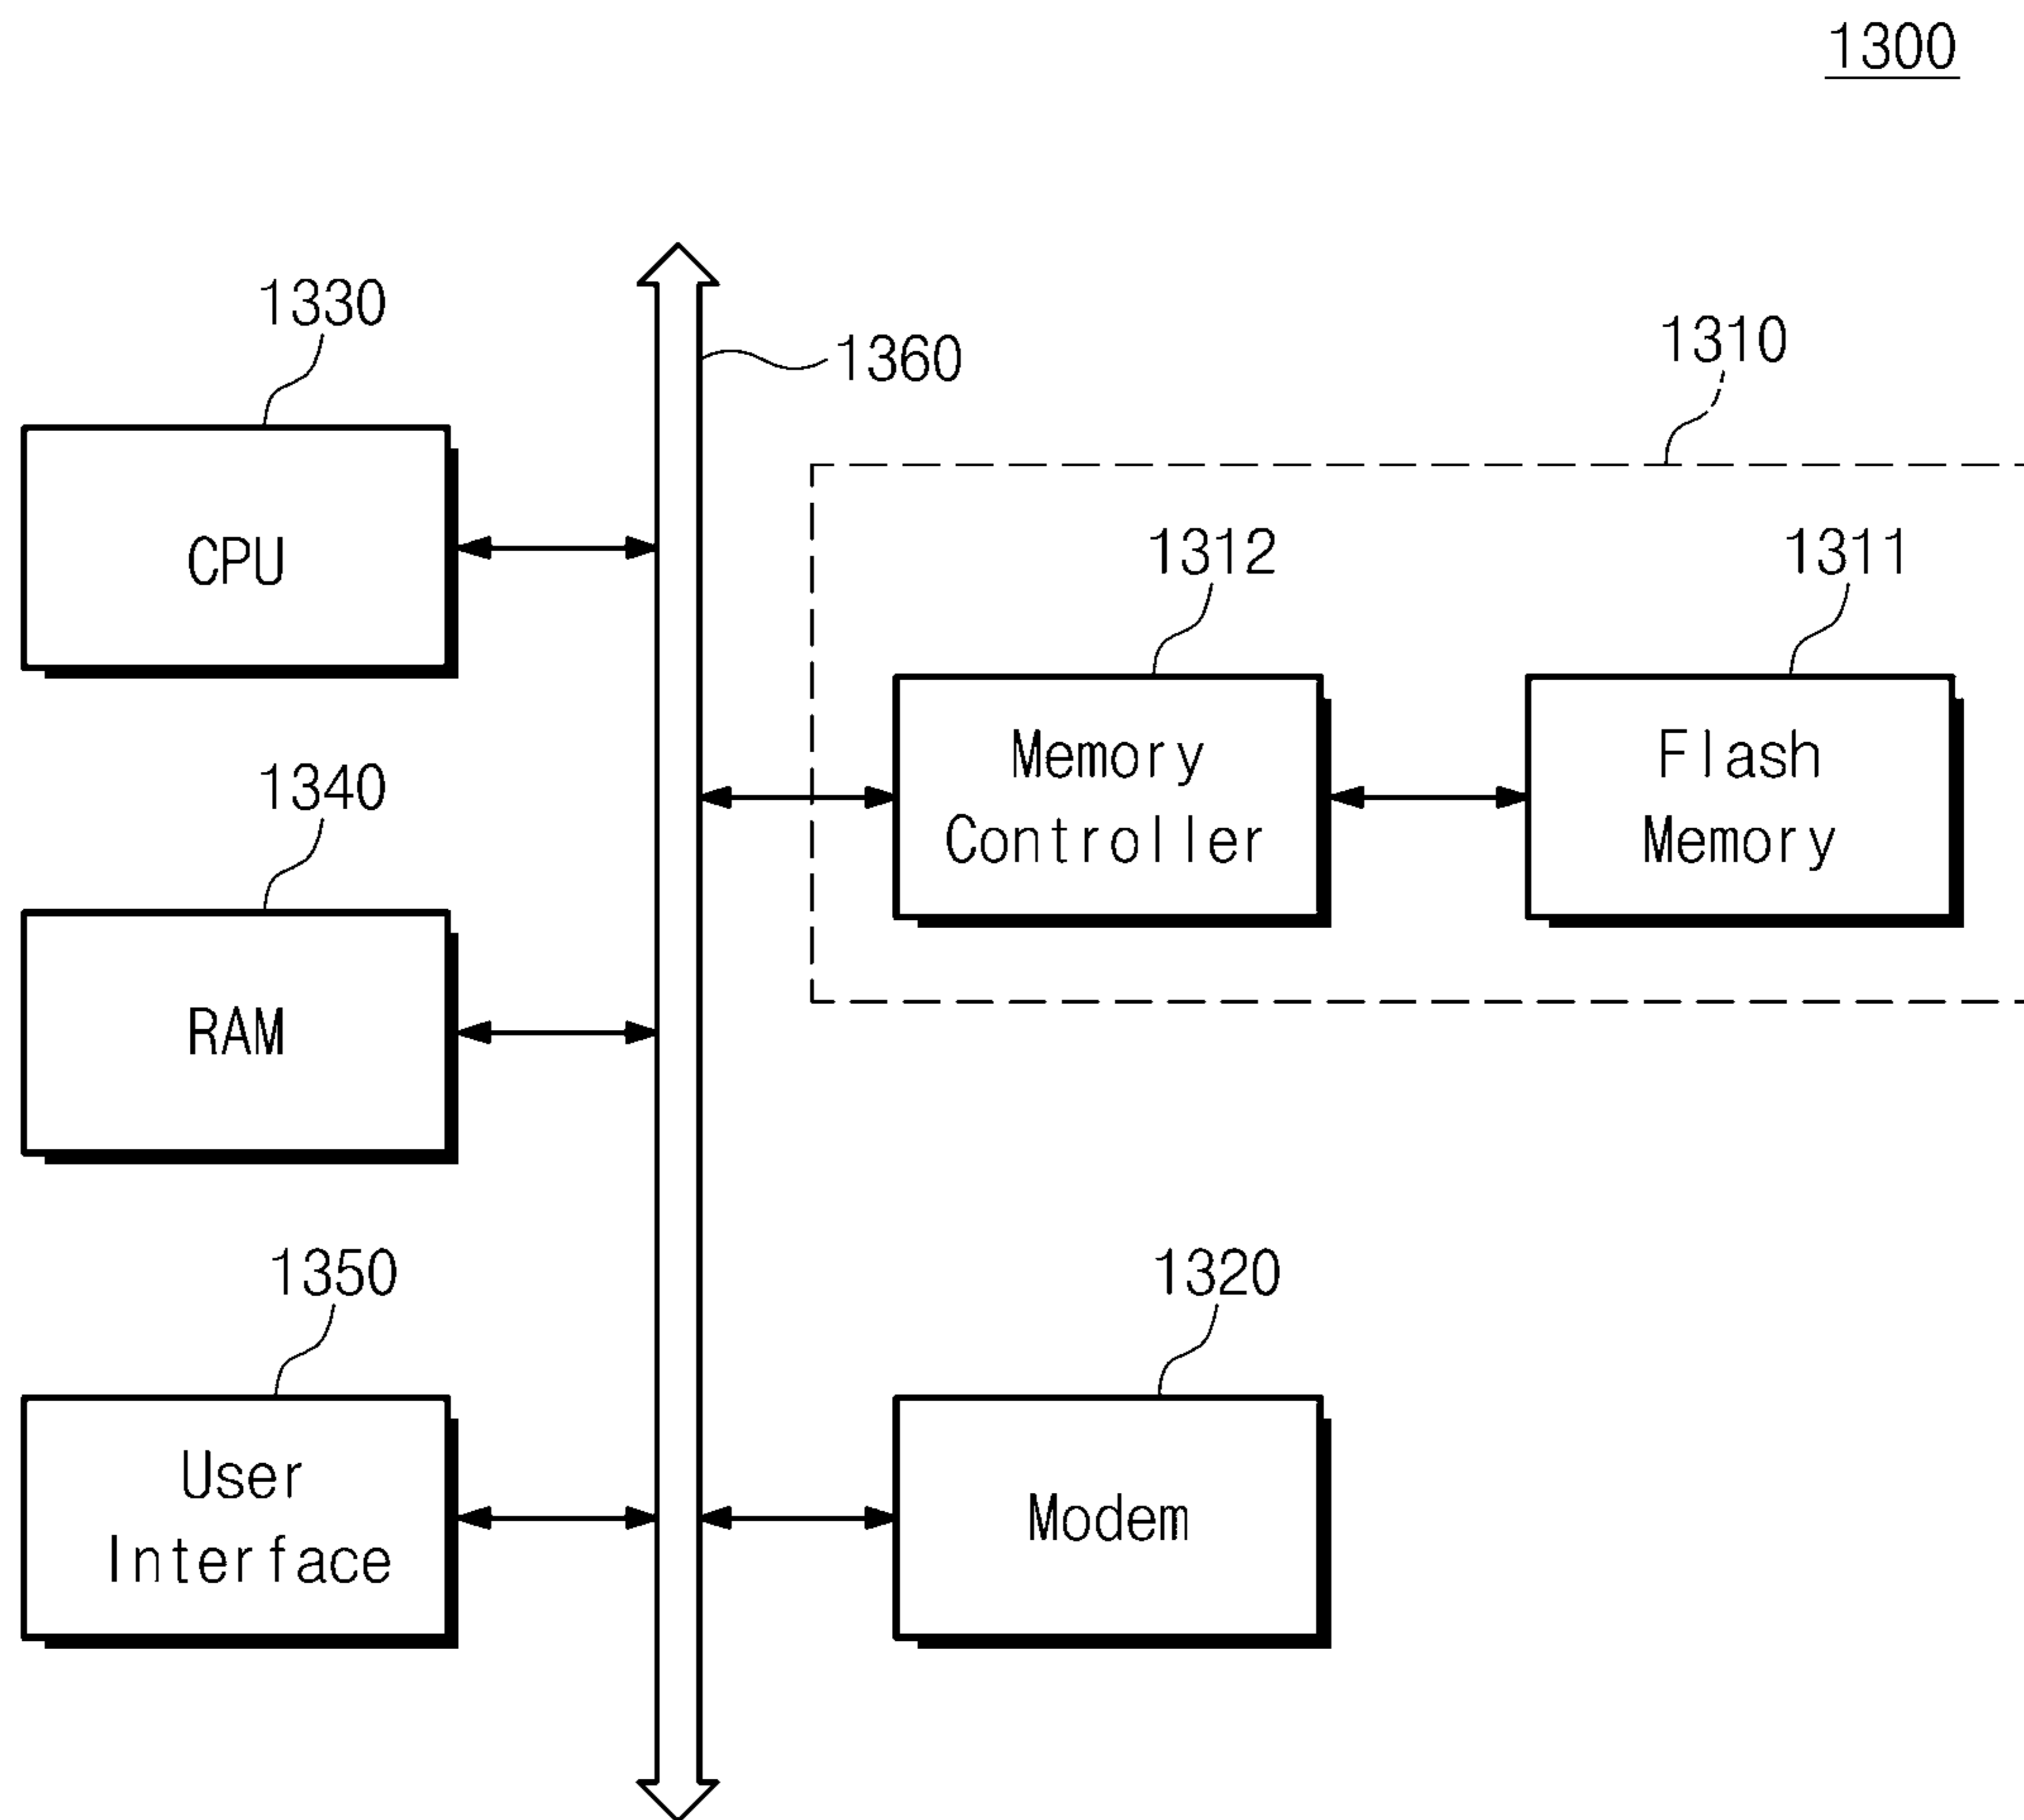 1300
1330
1360
1310
CPU
1312
1311
Memory
Controller
Flash
Memory
1340
RAM
1350
1320
User
Interface
Modem